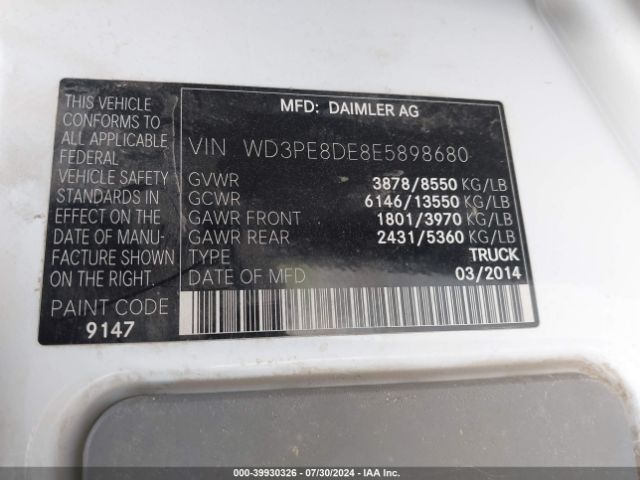 MFD: DAIMLER AG
THIS VEHICLE
CONFORMS TO
ALL APPLICABLE
FEDERAL
VEHICLE SAFETY
STANDARDS IN
EFFECT ON THE
DATE OF MANU-
FACTURE SHOWN
ON THE RIGHT.
PAINT CODE
9147
VIN WD3PE8DE8E5898680
GVWR 3878/8550 KG/LB
GCWR 6146/13550 KG/LB
GAWR FRONT 1801/3970 KG/LB
GAWR REAR 2431/5360 KG/LB
TYPE TRUCK
DATE OF MFD 03/2014
000-39930326 - 07/30/2024 - IAA Inc.